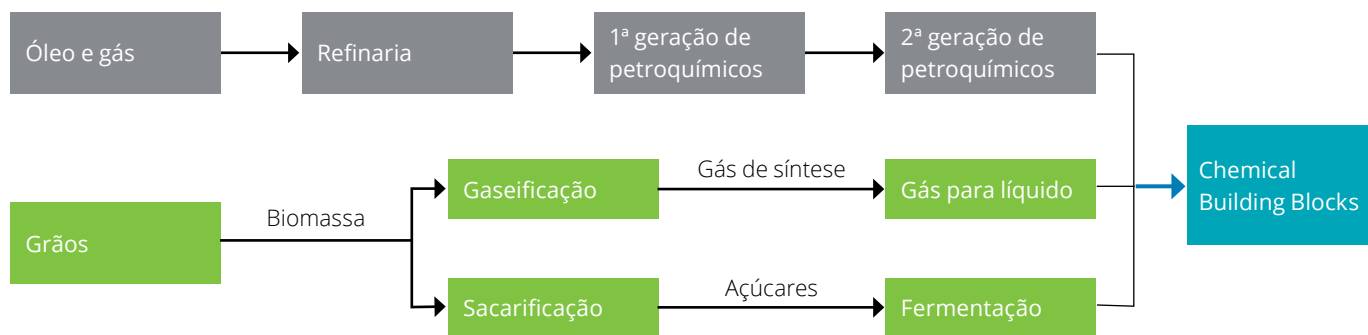 Óleo e gás
Refinaria
1ª geração de
petroquímicos
2ª geração de
petroquímicos
Grãos
Biomassa
Gaseificação
Gás de síntese
Gás para líquido
Sacarificação
Açúcares
Fermentação
Chemical
Building Blocks